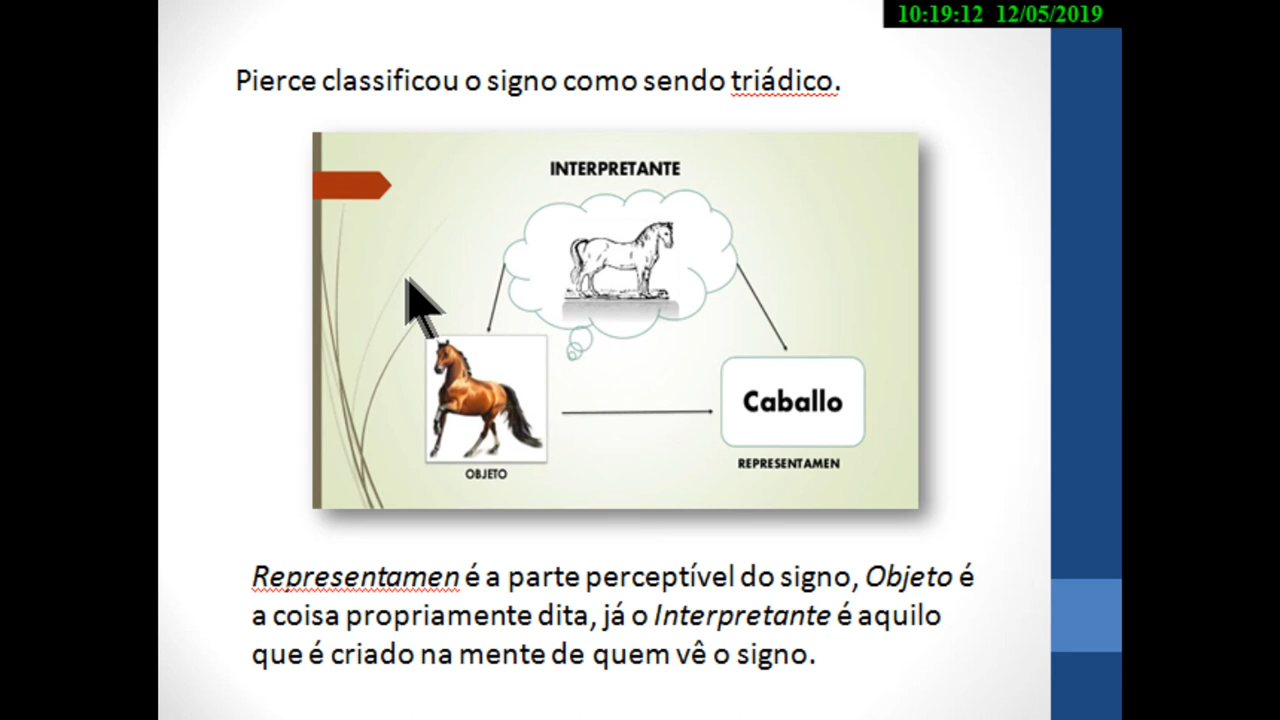 10:19:12 12/05/2019
Pierce classificou o signo como sendo triádico.
INTERPRETANTE
Caballo
OBJETO
REPRESENTAMEN
Representamen é a parte perceptível do signo, Objeto é
a coisa propriamente dita, já o Interpretante é aquilo
que é criado na mente de quem vê o signo.